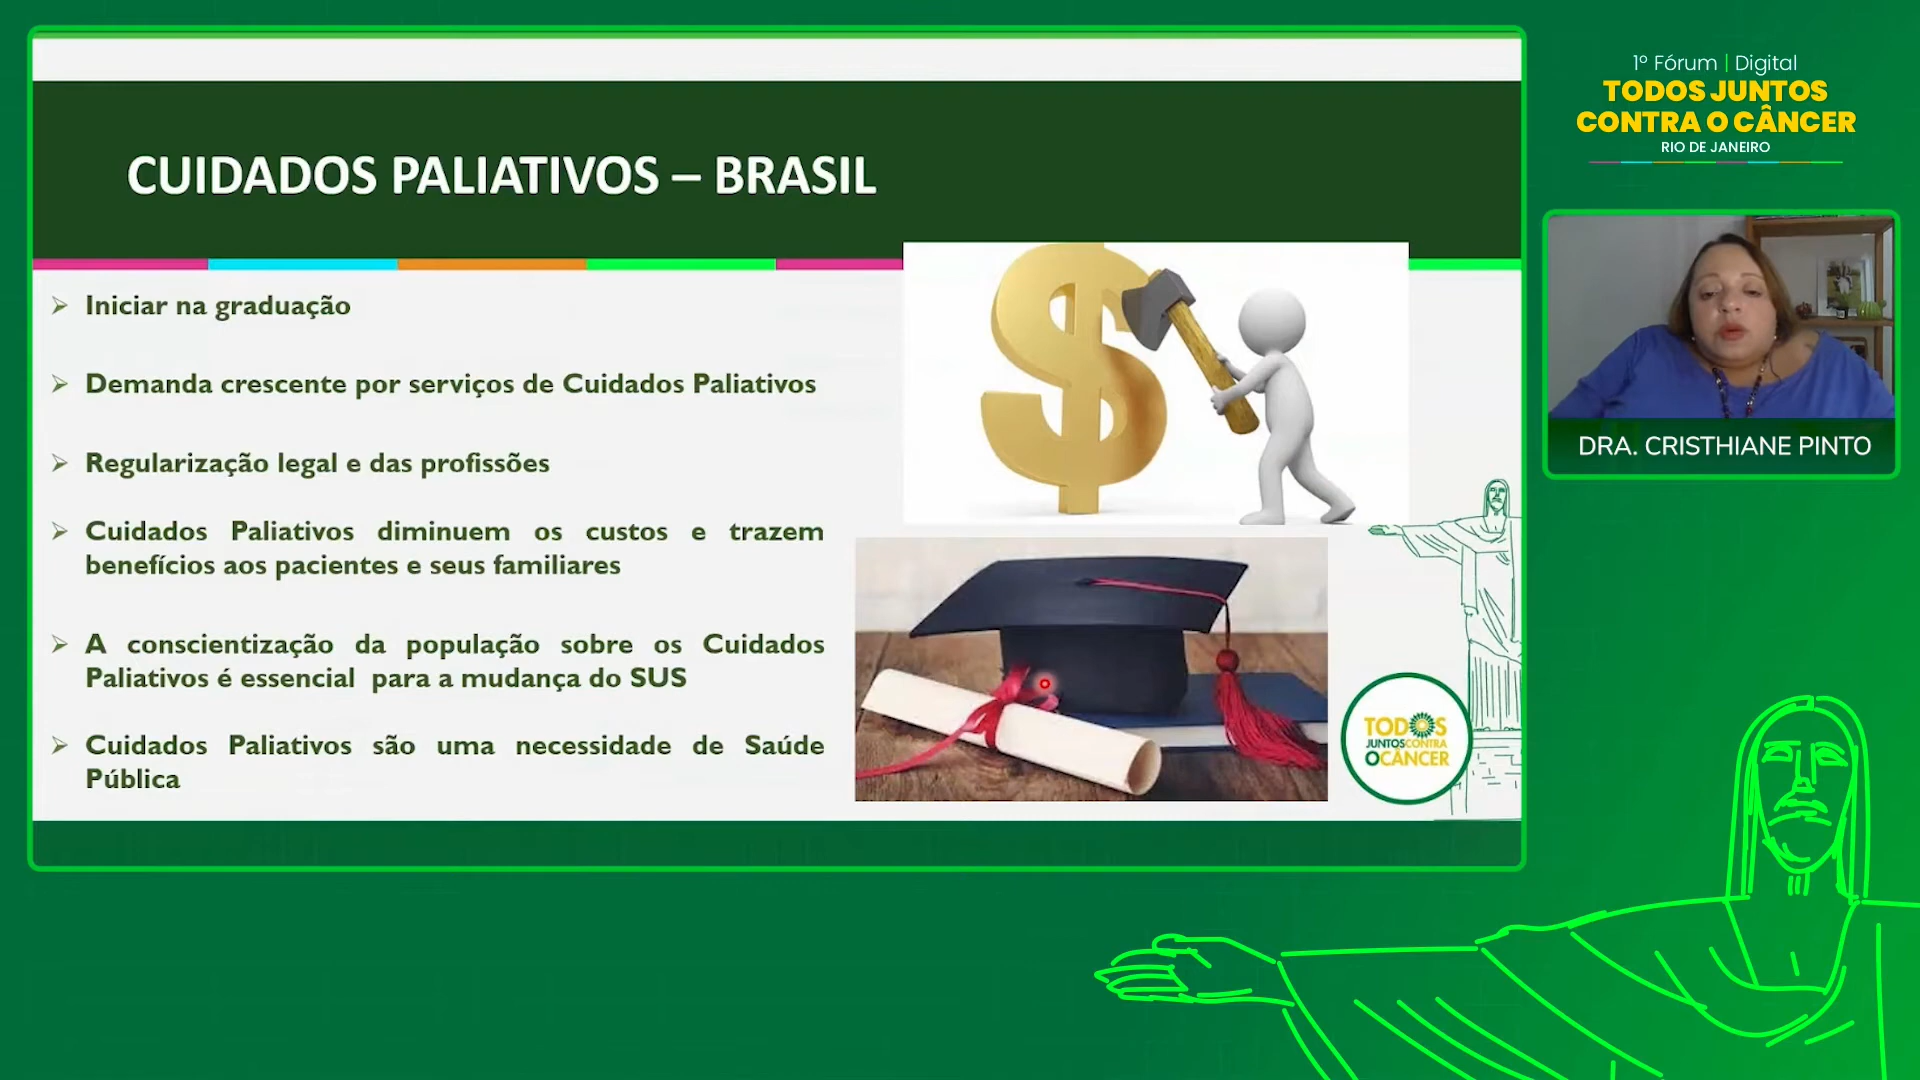 CUIDADOS PALIATIVOS – BRASIL
Iniciar na graduação
Demanda crescente por serviços de Cuidados Paliativos
Regularização legal e das profissões
Cuidados Paliativos diminuem os custos e trazem
benefícios aos pacientes e seus familiares
A conscientização da população sobre os Cuidados
Paliativos é essencial para a mudança do SUS
Cuidados Paliativos são uma necessidade de Saúde
Pública
TODOS
JUNTOSCONTRA
OCÂNCER
1º Fórum | Digital
TODOS JUNTOS
CONTRA O CÂNCER
RIO DE JANEIRO
DRA. CRISTHIANE PINTO